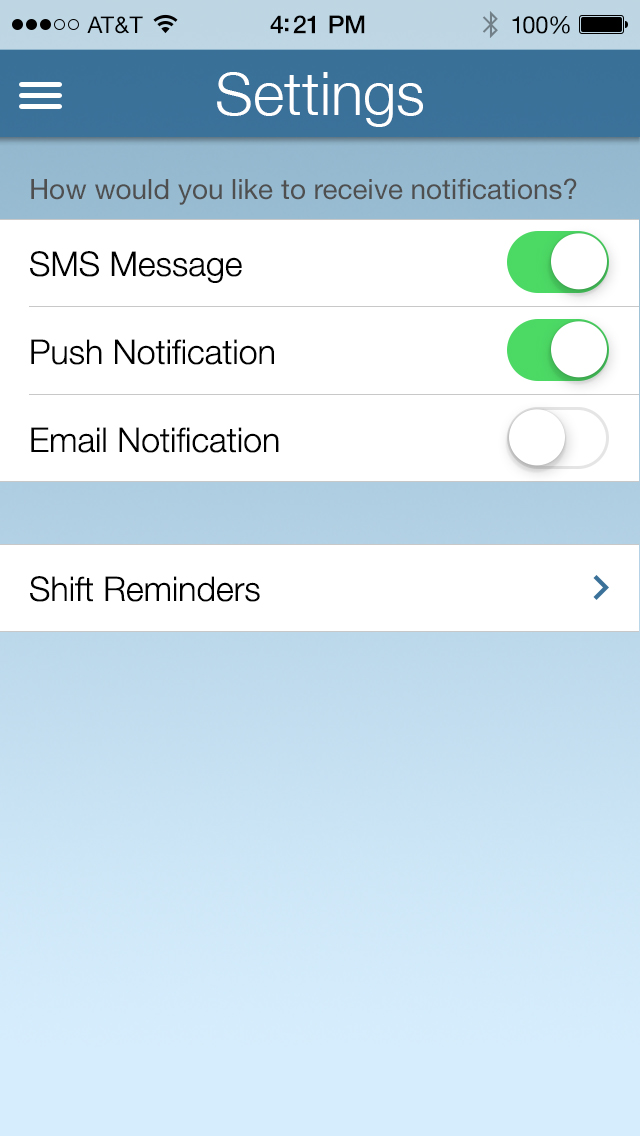 AT&T 4:21 PM 100%
Settings
How would you like to receive notifications?
SMS Message
Push Notification
Email Notification
Shift Reminders